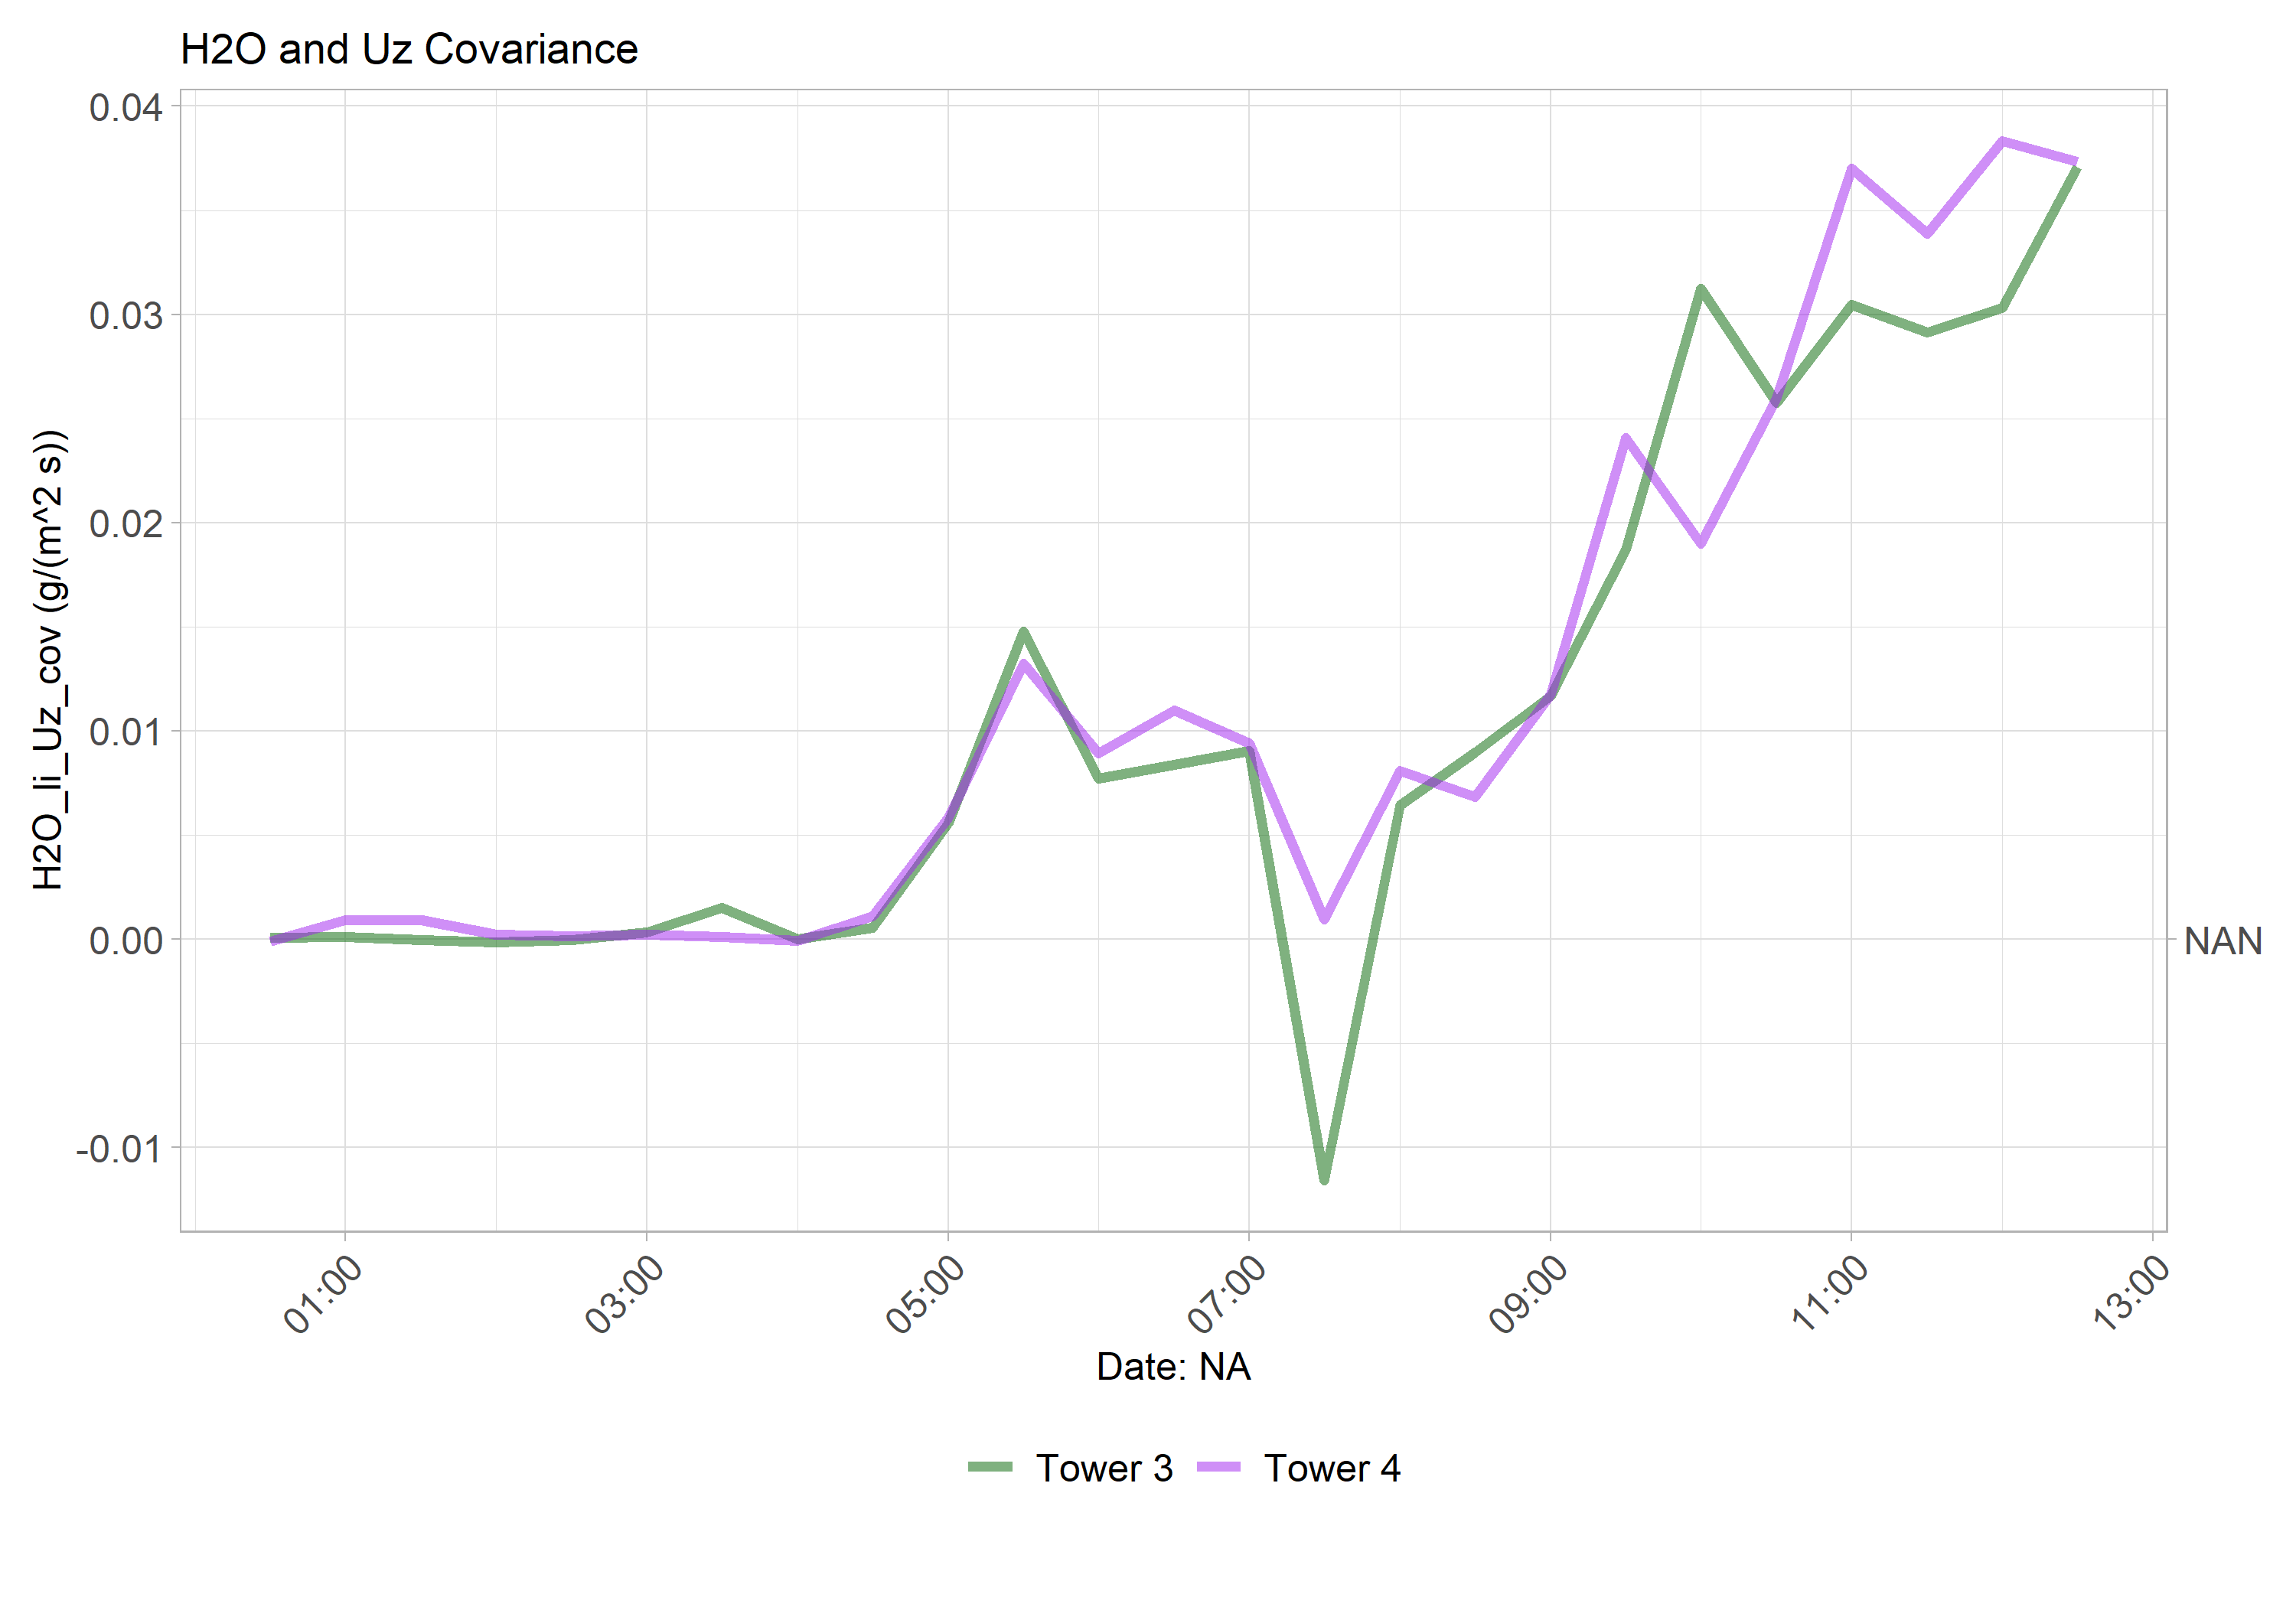 H2O and Uz Covariance
H2O_li_Uz_cov (g/(m^2 s))
0.04
0.03
0.02
0.01
0.00
-0.01
NAN
01:00
03:00
05:00
07:00
09:00
11:00
13:00
Date: NA
Tower 3
Tower 4